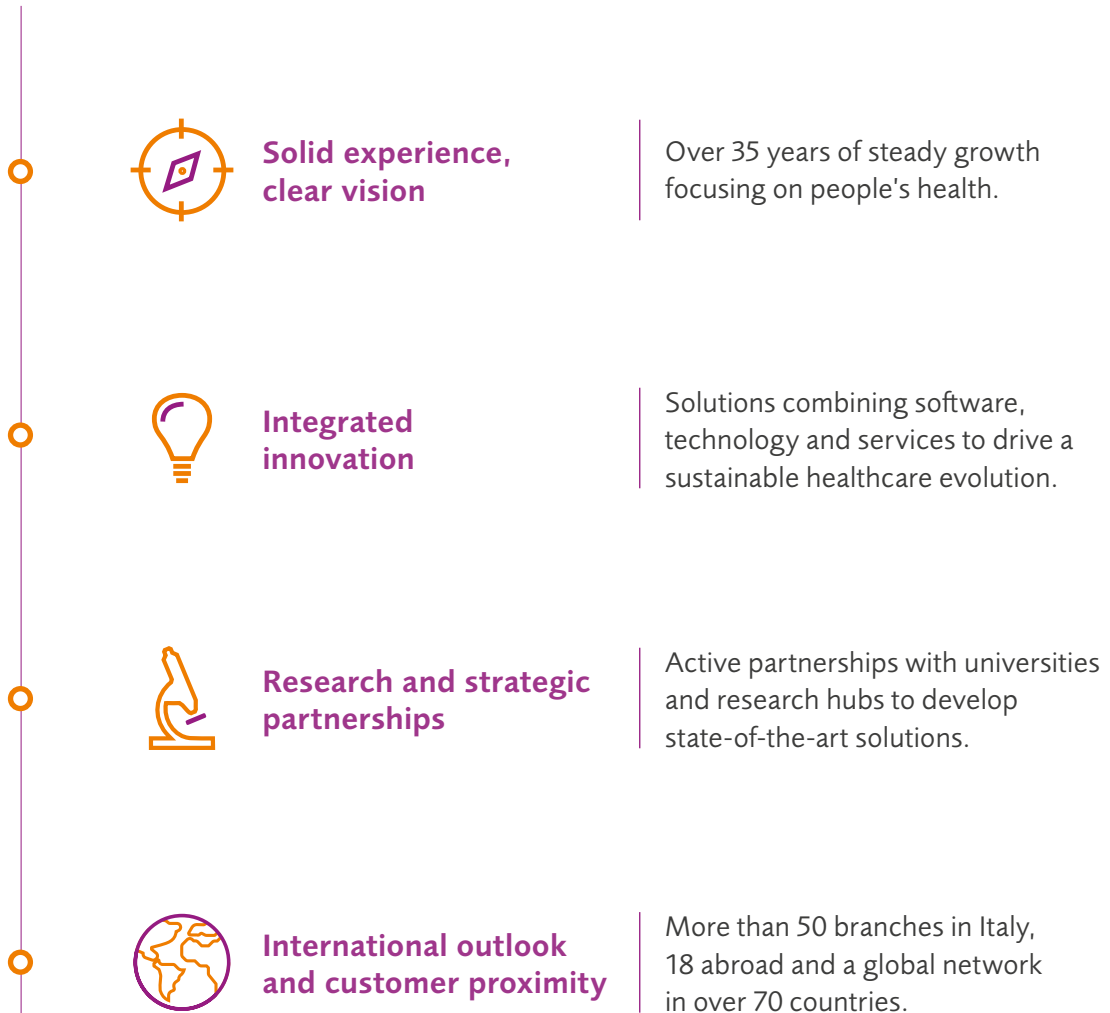 Solid experience,
clear vision
Over 35 years of steady growth
focusing on people's health.
Integrated
innovation
Solutions combining software,
technology and services to drive a
sustainable healthcare evolution.
Research and strategic
partnerships
Active partnerships with universities
and research hubs to develop
state-of-the-art solutions.
International outlook
and customer proximity
More than 50 branches in Italy,
18 abroad and a global network
in over 70 countries.